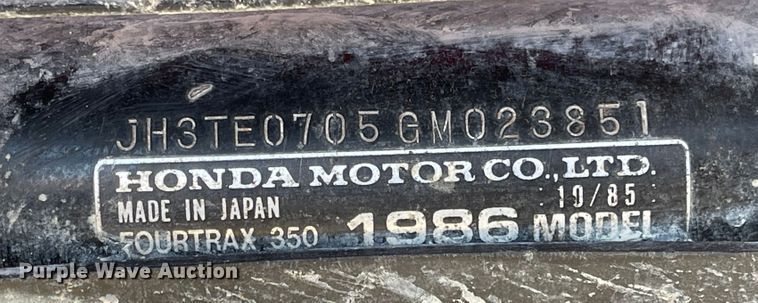 JH3TE0705GM023851
HONDA MOTOR CO., LTD.
MADE IN JAPAN : 10/85 :
FOURTRAX 350 1986 MODEL
Purple Wave Auction